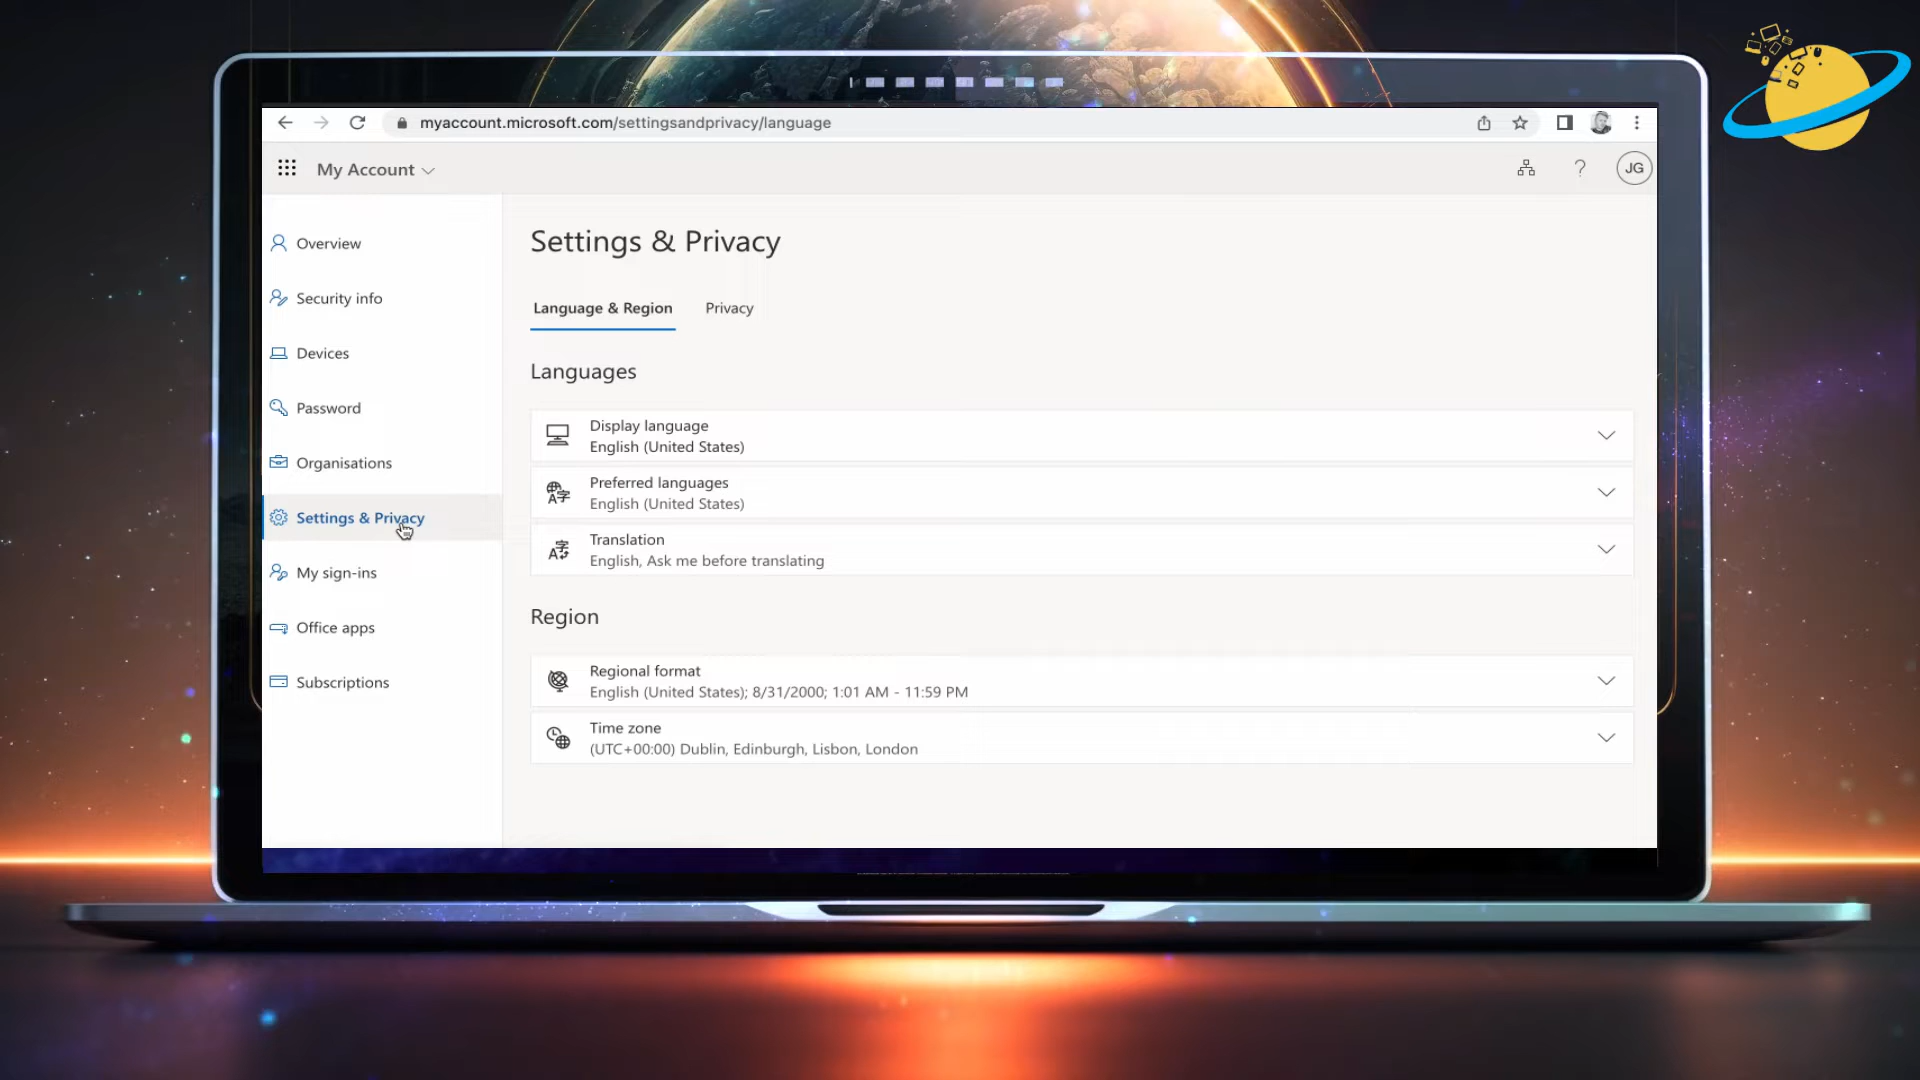 myaccount.microsoft.com/settingsandprivacy/language
My Account
?
JG
Overview
Security info
Devices
Password
Organisations
Settings & Privacy
My sign-ins
Office apps
Subscriptions
Settings & Privacy
Language & Region
Privacy
Languages
Display language
English (United States)
Preferred languages
English (United States)
Translation
English, Ask me before translating
Region
Regional format
English (United States); 8/31/2000; 1:01 AM - 11:59 PM
Time zone
(UTC+00:00) Dublin, Edinburgh, Lisbon, London